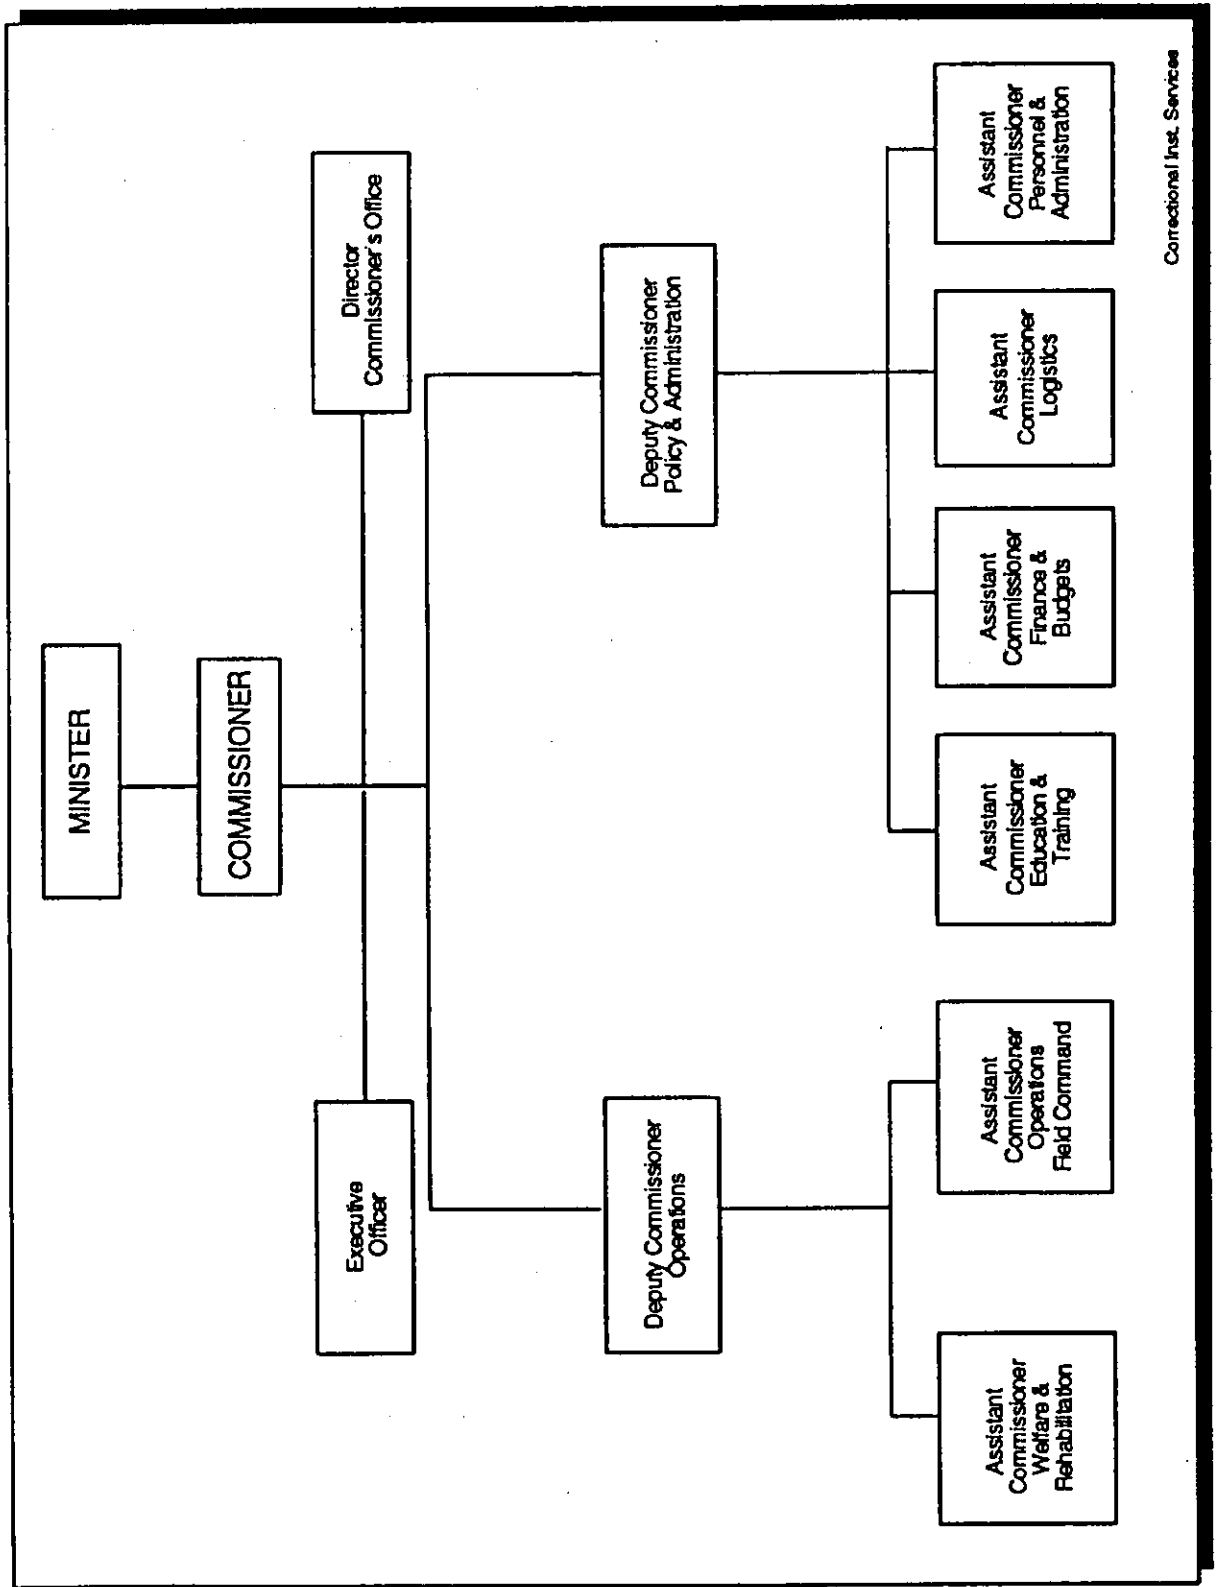 MINISTER
COMMISSIONER
Executive
Officer
Director
Commissioner's Office
Deputy Commissioner
Operations
Deputy Commissioner
Policy & Administration
Assistant
Commissioner
Welfare &
Rehabilitation
Assistant
Commissioner
Operations
Field Command
Assistant
Commissioner
Education &
Training
Assistant
Commissioner
Finance &
Budgets
Assistant
Commissioner
Logistics
Assistant
Commissioner
Personnel &
Administration
Correctional Inst. Services